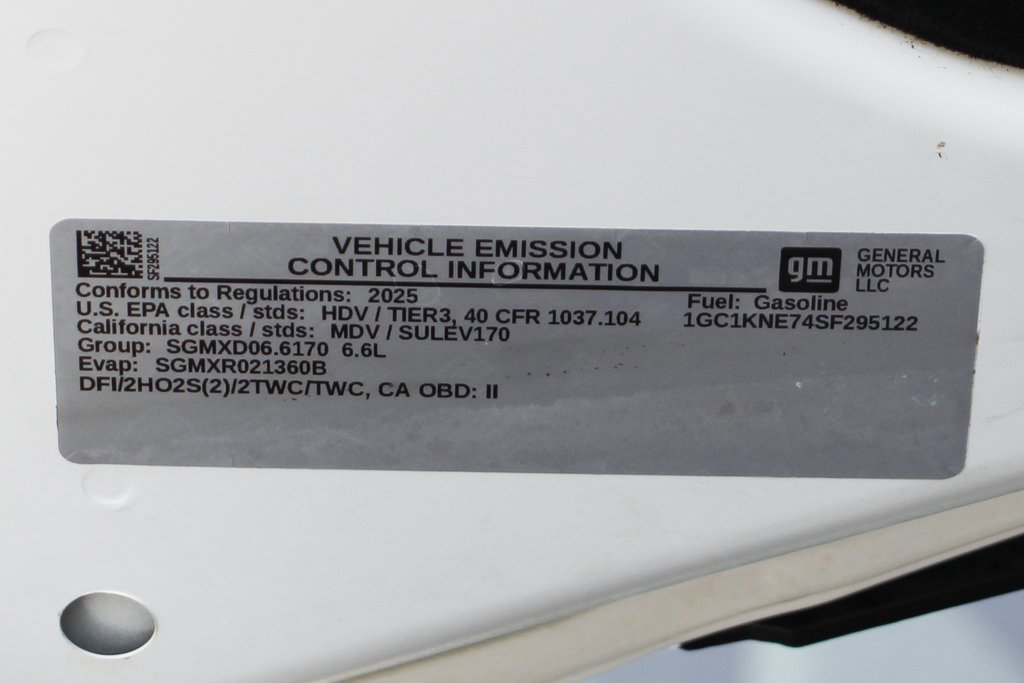 SF295122
VEHICLE EMISSION
CONTROL INFORMATION
gm
GENERAL
MOTORS
LLC
Conforms to Regulations: 2025
U.S. EPA class / stds: HDV / TIER3, 40 CFR 1037.104
California class / stds: MDV / SULEV170
Group: SGMXD06.6170 6.6L
Evap: SGMXR021360B
DFI/2HO2S(2)/2TWC/TWC, CA OBD: II
Fuel: Gasoline
1GC1KNE74SF295122